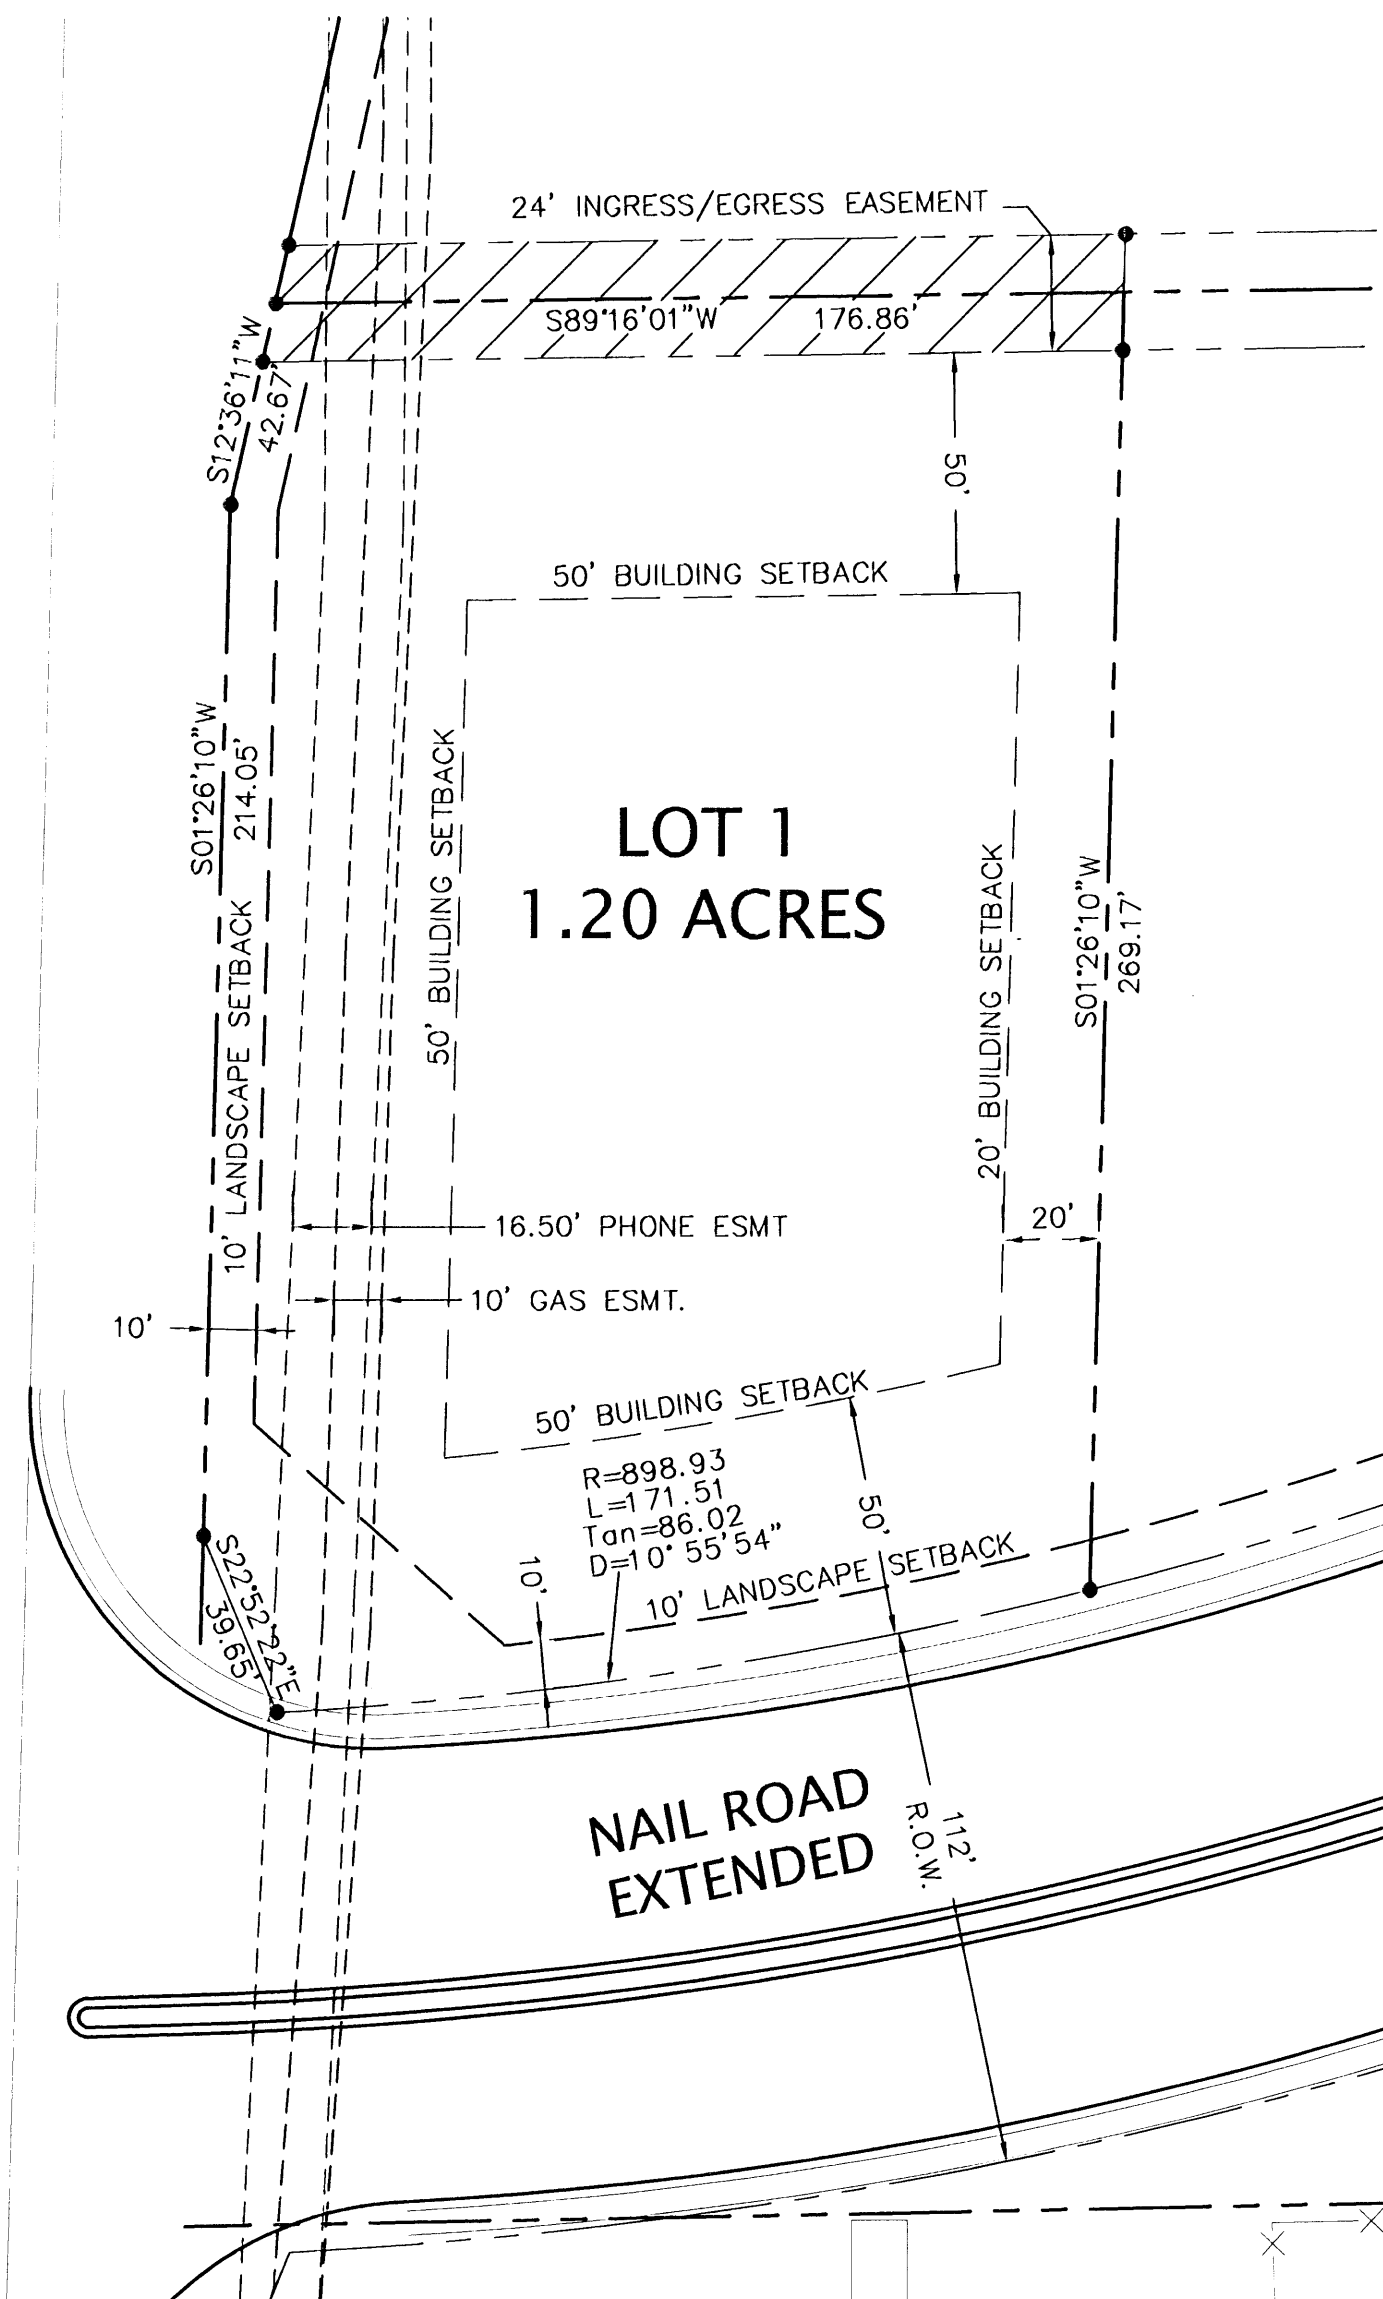 24' INGRESS/EGRESS EASEMENT
S89°16'01"W 176.86'
S12°36'11"W
42.67'
50'
50' BUILDING SETBACK
S01°26'10"W
214.05'
10' LANDSCAPE SETBACK
50' BUILDING SETBACK
LOT 1
1.20 ACRES
20' BUILDING SETBACK
S01°26'10"W
269.17'
16.50' PHONE ESMT
20'
10' GAS ESMT.
10'
50' BUILDING SETBACK
R=898.93
L=171.51
Tan=86.02
D=10°55'54"
50'
10'
10' LANDSCAPE SETBACK
S22°52'22"E
39.65'
NAIL ROAD
EXTENDED
112'
R.O.W.